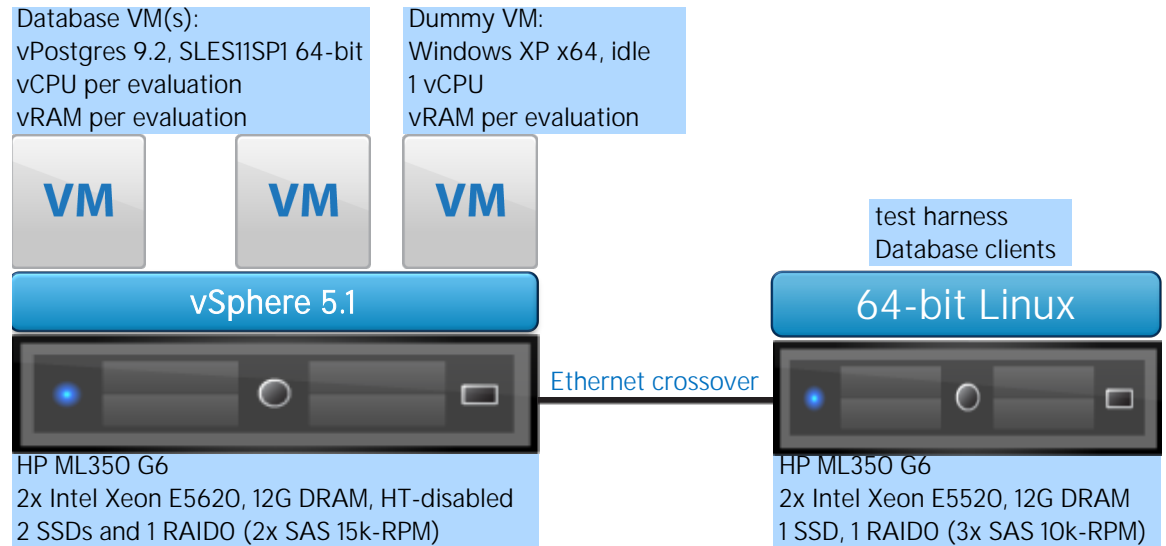 Database VM(s):
vPostgres 9.2, SLES11SP1 64-bit
vCPU per evaluation
vRAM per evaluation
Dummy VM:
Windows XP x64, idle
1 vCPU
vRAM per evaluation
VM
VM
VM
test harness
Database clients
vSphere 5.1
64-bit Linux
Ethernet crossover
HP ML350 G6
2x Intel Xeon E5620, 12G DRAM, HT-disabled
2 SSDs and 1 RAID0 (2x SAS 15k-RPM)
HP ML350 G6
2x Intel Xeon E5520, 12G DRAM
1 SSD, 1 RAID0 (3x SAS 10k-RPM)